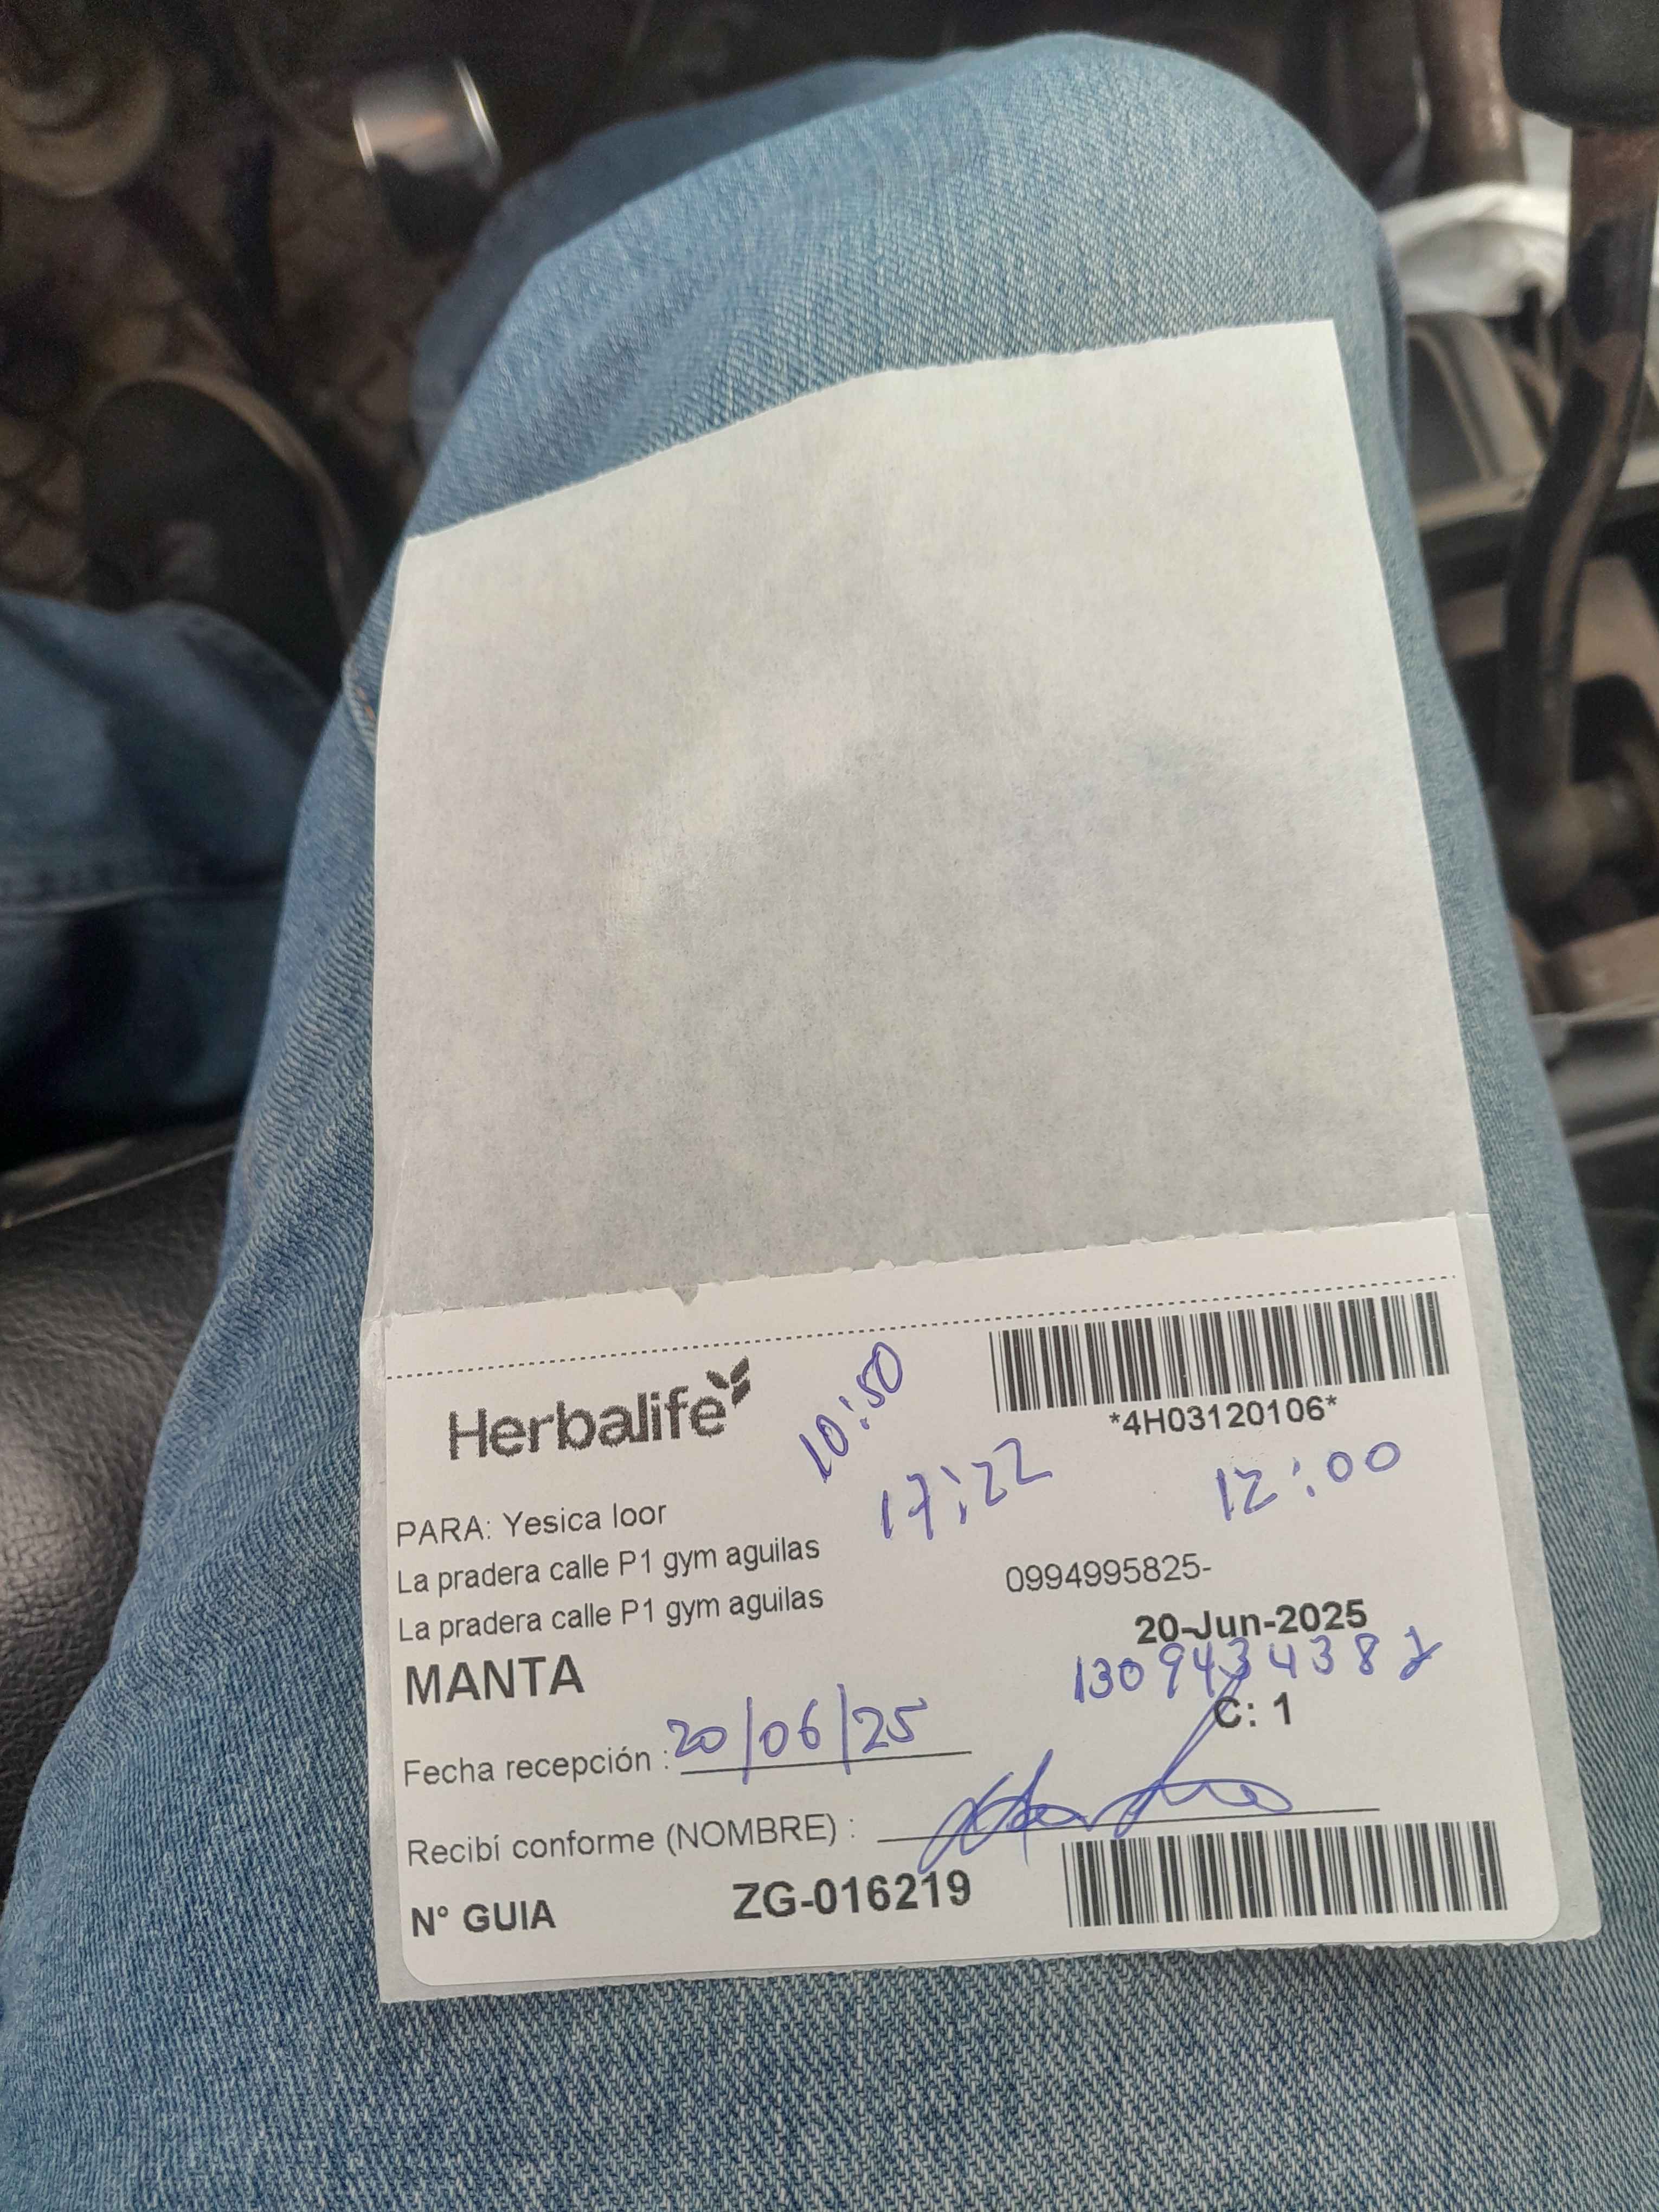 Herbalife
10:50
*4H03120106*
17:22
12:00
PARA: Yesica loor
La pradera calle P1 gym aguilas
0994995825-
La pradera calle P1 gym aguilas
20-Jun-2025
MANTA
C: 1
Fecha recepción : 20/06/25
Recibí conforme (NOMBRE) :
N° GUIA ZG-016219